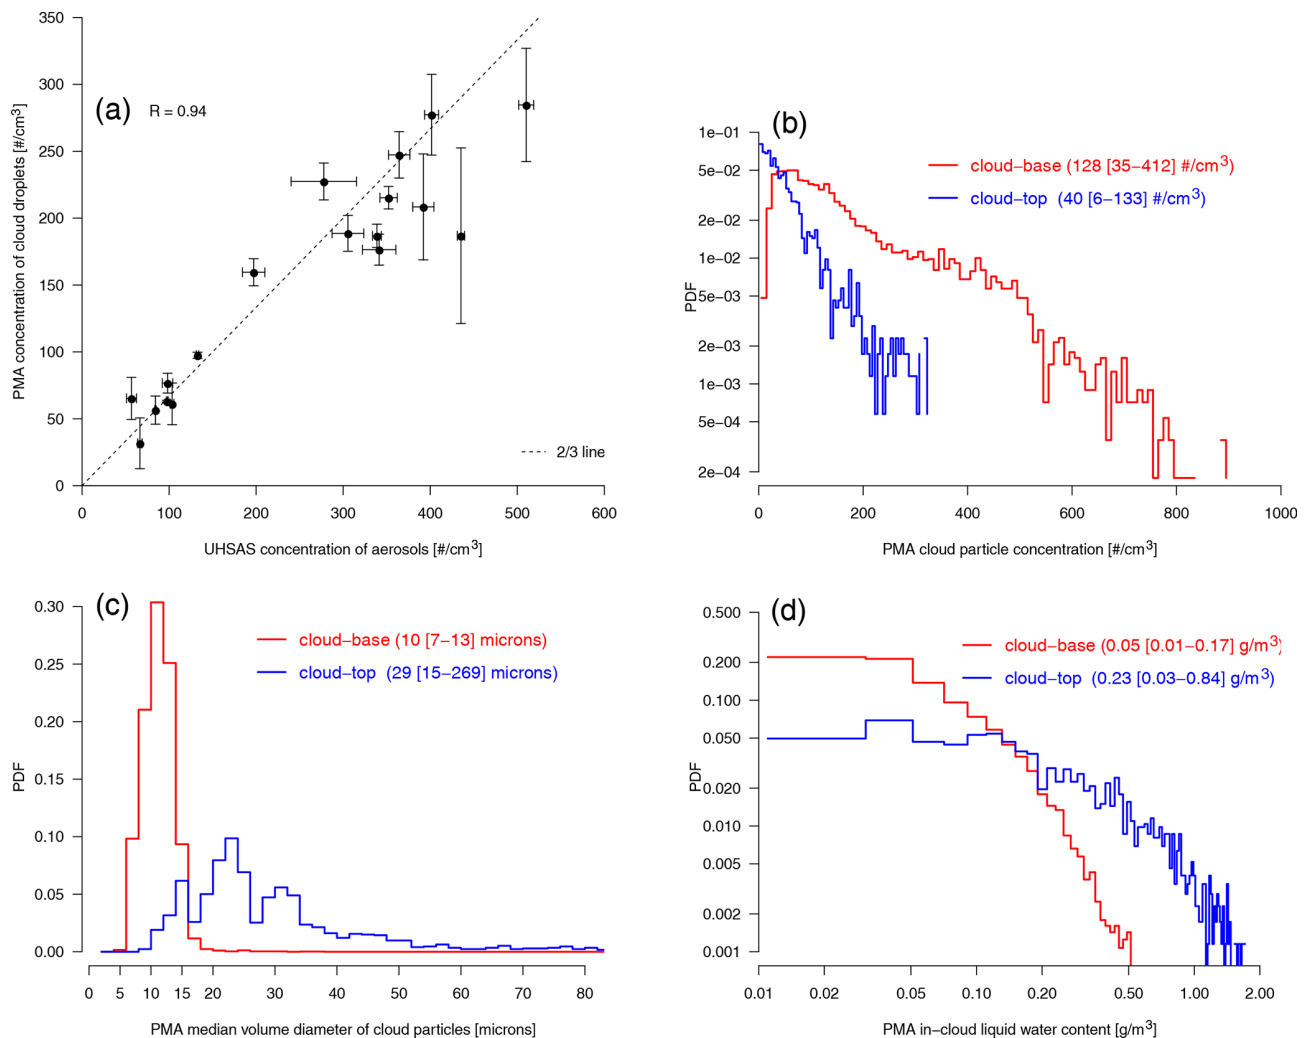 (a)
R = 0.94
PMA concentration of cloud droplets [#/cm³]
350
300
250
200
150
100
50
0
2/3 line
0 100 200 300 400 500 600
UHSAS concentration of aerosols [#/cm³]
(b)
cloud−base (128 [35−412] #/cm³)
cloud−top (40 [6−133] #/cm³)
PDF
1e−01
5e−02
2e−02
1e−02
5e−03
2e−03
1e−03
5e−04
2e−04
0 200 400 600 800 1000
PMA cloud particle concentration [#/cm³]
(c)
cloud−base (10 [7−13] microns)
cloud−top (29 [15−269] microns)
PDF
0.30
0.25
0.20
0.15
0.10
0.05
0.00
0 5 10 15 20 30 40 50 60 70 80
PMA median volume diameter of cloud particles [microns]
(d)
cloud−base (0.05 [0.01−0.17] g/m³)
cloud−top (0.23 [0.03−0.84] g/m³)
PDF
0.500
0.200
0.100
0.050
0.020
0.010
0.005
0.002
0.001
0.01 0.02 0.05 0.10 0.20 0.50 1.00 2.00
PMA in−cloud liquid water content [g/m³]